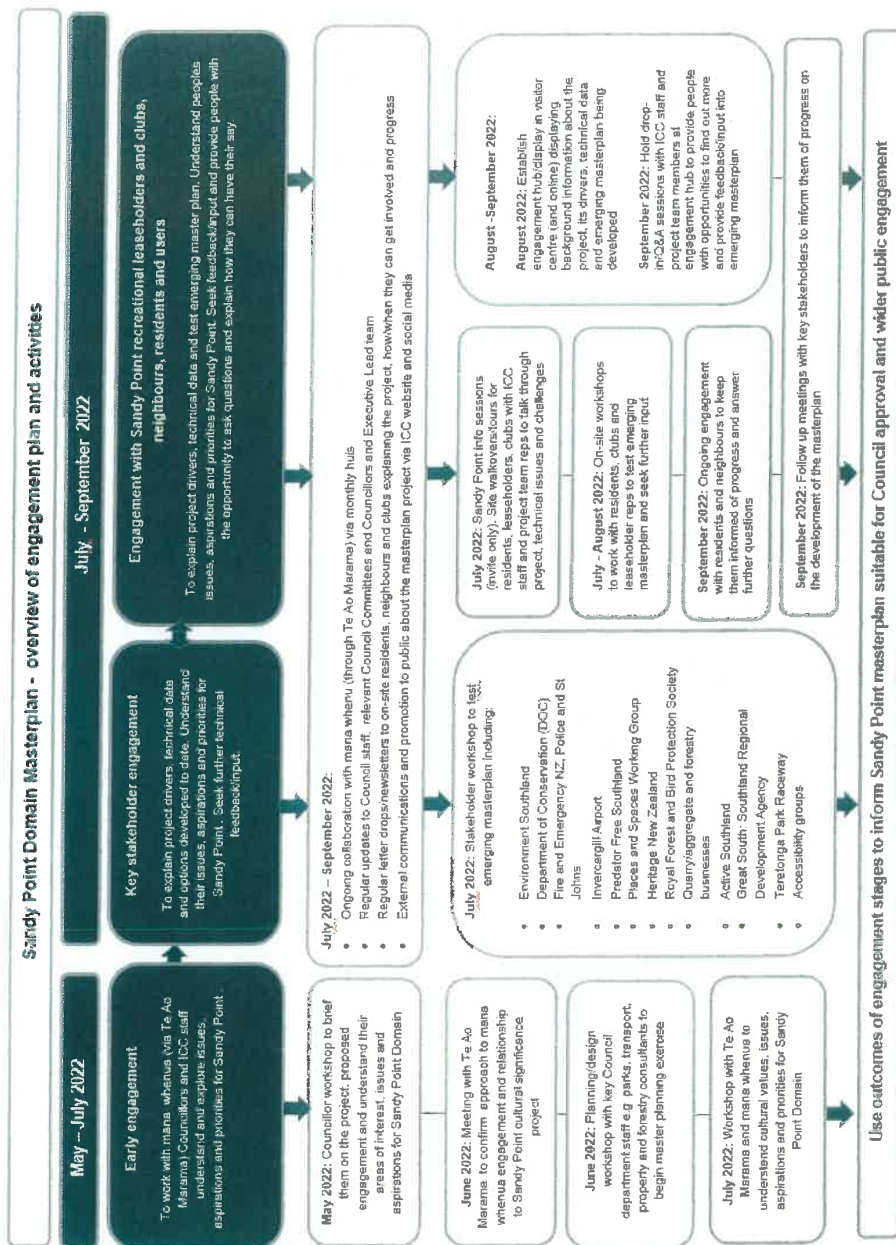 Sandy Point Domain Masterplan - overview of engagement plan and activities
May – July 2022
July - September 2022
Early engagement
To work with mana whenua (via Te Ao
Marama) Councillors and ICC staff
understand and explore issues,
aspirations and priorities for Sandy Point
Key stakeholder engagement
To explain project drivers, technical data
and options developed to date. Understand
their issues, aspirations and priorities for
Sandy Point. Seek further technical
feedback/input.
Engagement with Sandy Point recreational leaseholders and clubs,
neighbours, residents and users
To explain project drivers, technical data and test emerging master plan. Understand peoples
issues, aspirations and priorities for Sandy Point. Seek feedback/input and provide people with
the opportunity to ask questions and explain how they can have their say.
May 2022: Councillor workshop to brief
them on the project, proposed
engagement and understand their
areas of interest, issues and
aspirations for Sandy Point Domain
June 2022: Meeting with Te Ao
Marama to confirm approach to mana
whenua engagement and relationship
to Sandy Point cultural significance
project
June 2022: Planning/design
workshop with key Council
department staff e.g parks, transport,
property and forestry consultants to
begin master planning exercise
July 2022: Workshop with Te Ao
Marama and mana whenua to
understand cultural values, issues,
aspirations and priorities for Sandy
Point Domain
July 2022 – September 2022:
• Ongoing collaboration with mana whenu (through Te Ao Marama) via monthly huis
• Regular updates to Council staff, relevant Council Committees and Councillors and Executive Lead team
• Regular letter drops/newsletters to on-site residents, neighbours and clubs explaining the project, how/when they can get involved and progress
• External communications and promotion to public about the masterplan project via ICC website and social media
July 2022: Stakeholder workshop to test
emerging masterplan including:
• Environment Southland
• Department of Conservation (DOC)
• Fire and Emergency NZ, Police and St
Johns
• Invercargill Airport
• Predator Free Southland
• Places and Spaces Working Group
• Heritage New Zealand
• Royal Forest and Bird Protection Society
• Quarry/aggregate and forestry
businesses
• Active Southland
• Great South: Southland Regional
Development Agency
• Teretonga Park Raceway
• Accessibility groups
July 2022: Sandy Point info sessions
(invite only). Site walkovers/tours for
residents, leaseholders, clubs with ICC
staff and project team reps to talk through
project, technical issues and challenges
July - August 2022: On-site workshops
to work with residents, clubs and
leaseholder reps to test emerging
masterplan and seek further input
September 2022: Ongoing engagement
with residents and neighbours to keep
them informed of progress and answer
further questions
August -September 2022:
August 2022: Establish
engagement hub/display in visitor
centre (and online) displaying
background information about the
project, its drivers, technical data
and emerging masterplan being
developed
September 2022: Hold drop-
in/Q&A sessions with ICC staff and
project team members at
engagement hub to provide people
with opportunities to find out more
and provide feedback/input into
emerging masterplan
September 2022: Follow up meetings with key stakeholders to inform them of progress on
the development of the masterplan
Use outcomes of engagement stages to inform Sandy Point masterplan suitable for Council approval and wider public engagement